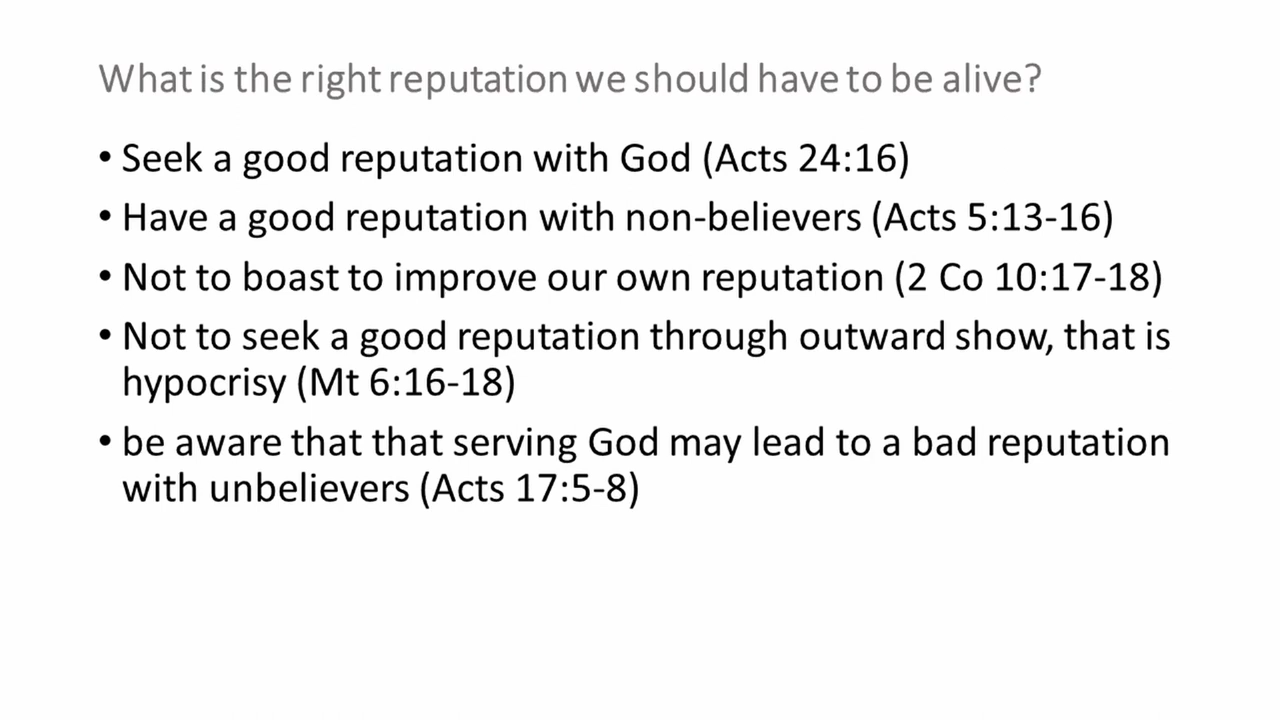 What is the right reputation we should have to be alive?
• Seek a good reputation with God (Acts 24:16)
• Have a good reputation with non-believers (Acts 5:13-16)
• Not to boast to improve our own reputation (2 Co 10:17-18)
• Not to seek a good reputation through outward show, that is
hypocrisy (Mt 6:16-18)
• be aware that that serving God may lead to a bad reputation
with unbelievers (Acts 17:5-8)